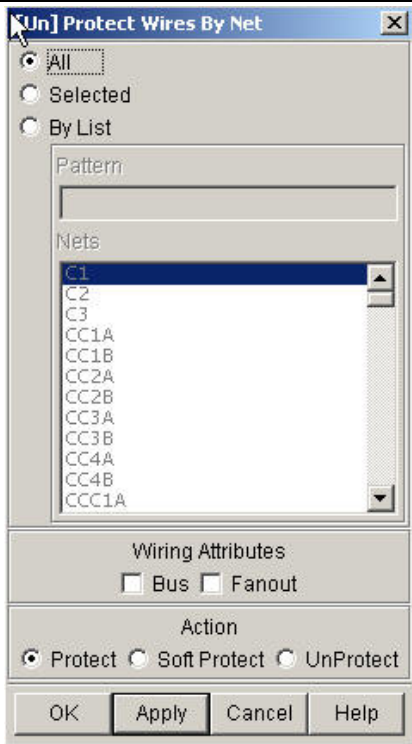 [Un] Protect Wires By Net
All
Selected
By List
Pattern
Nets
C1
C2
C3
CC1A
CC1B
CC2A
CC2B
CC3A
CC3B
CC4A
CC4B
CCC1A
Wiring Attributes
Bus Fanout
Action
Protect Soft Protect UnProtect
OK Apply Cancel Help